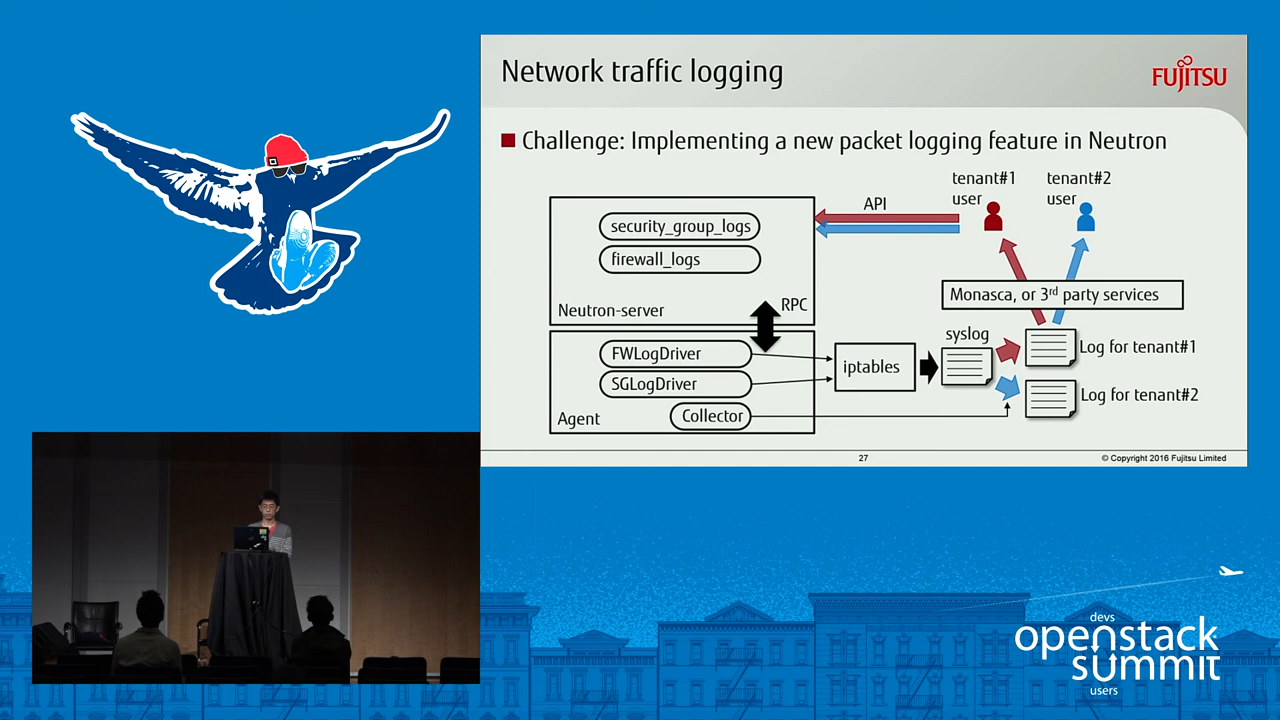 Network traffic logging
FUJITSU
Challenge: Implementing a new packet logging feature in Neutron
tenant#1
user
tenant#2
user
API
security_group_logs
firewall_logs
Neutron-server
RPC
Monasca, or 3rd party services
FWLogDriver
SGLogDriver
Collector
Agent
iptables
syslog
Log for tenant#1
Log for tenant#2
27
© Copyright 2016 Fujitsu Limited
devs
openstack
summit
users